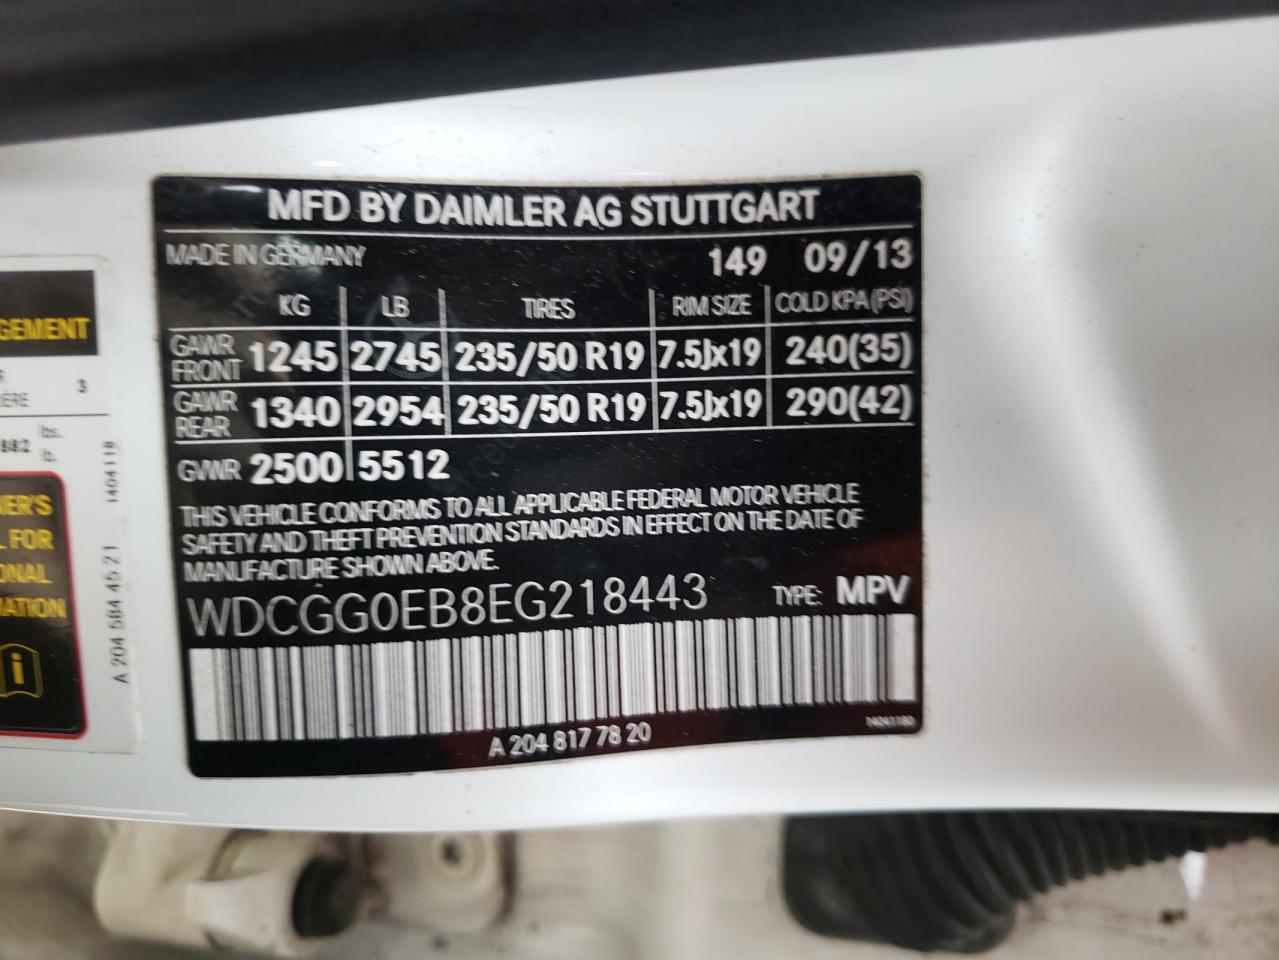 MFD BY DAIMLER AG STUTTGART
MADE IN GERMANY 149 09/13
KG LB TIRES RIM SIZE COLD KPA (PSI)
GAWR FRONT 1245 2745 235/50 R19 7.5Jx19 240(35)
GAWR REAR 1340 2954 235/50 R19 7.5Jx19 290(42)
GVWR 2500 5512
THIS VEHICLE CONFORMS TO ALL APPLICABLE FEDERAL MOTOR VEHICLE
SAFETY AND THEFT PREVENTION STANDARDS IN EFFECT ON THE DATE OF
MANUFACTURE SHOWN ABOVE.
WDCGG0EB8EG218443 TYPE: MPV
A 204 817 78 20
14041180
GEMENT
3
lbs.
882 lb.
NER'S
L FOR
ONAL
MATION
i
A 204 584 45 21 1404118